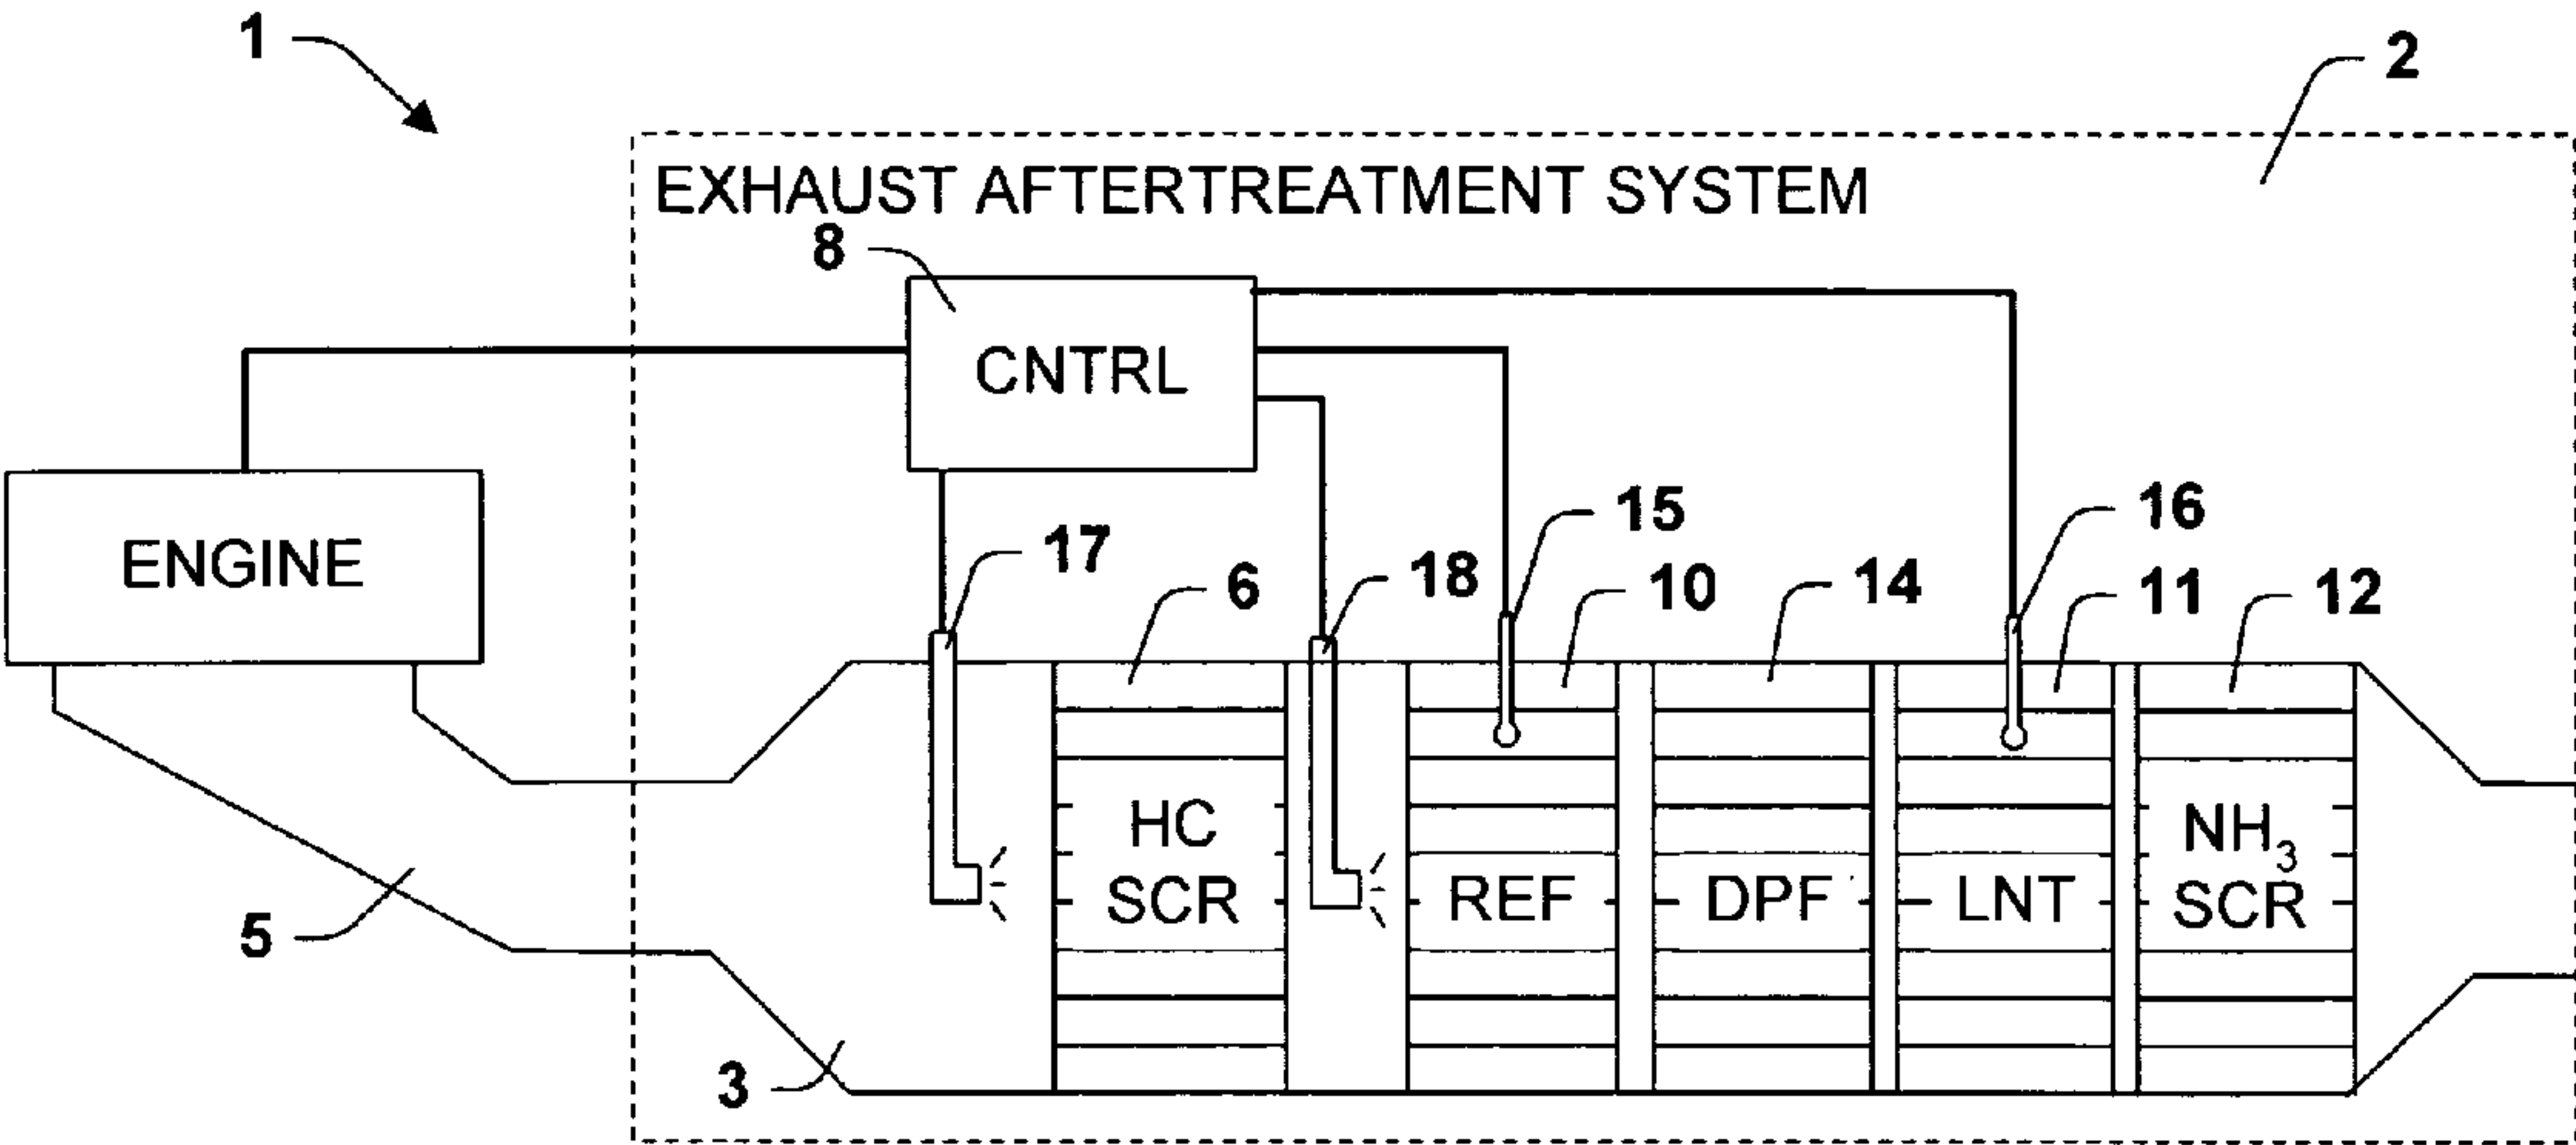 1
2
EXHAUST AFTERTREATMENT SYSTEM
8
CNTRL
ENGINE
17
6
18
15
10
14
16
11
12
HC
SCR
REF
DPF
LNT
NH₃
SCR
5
3